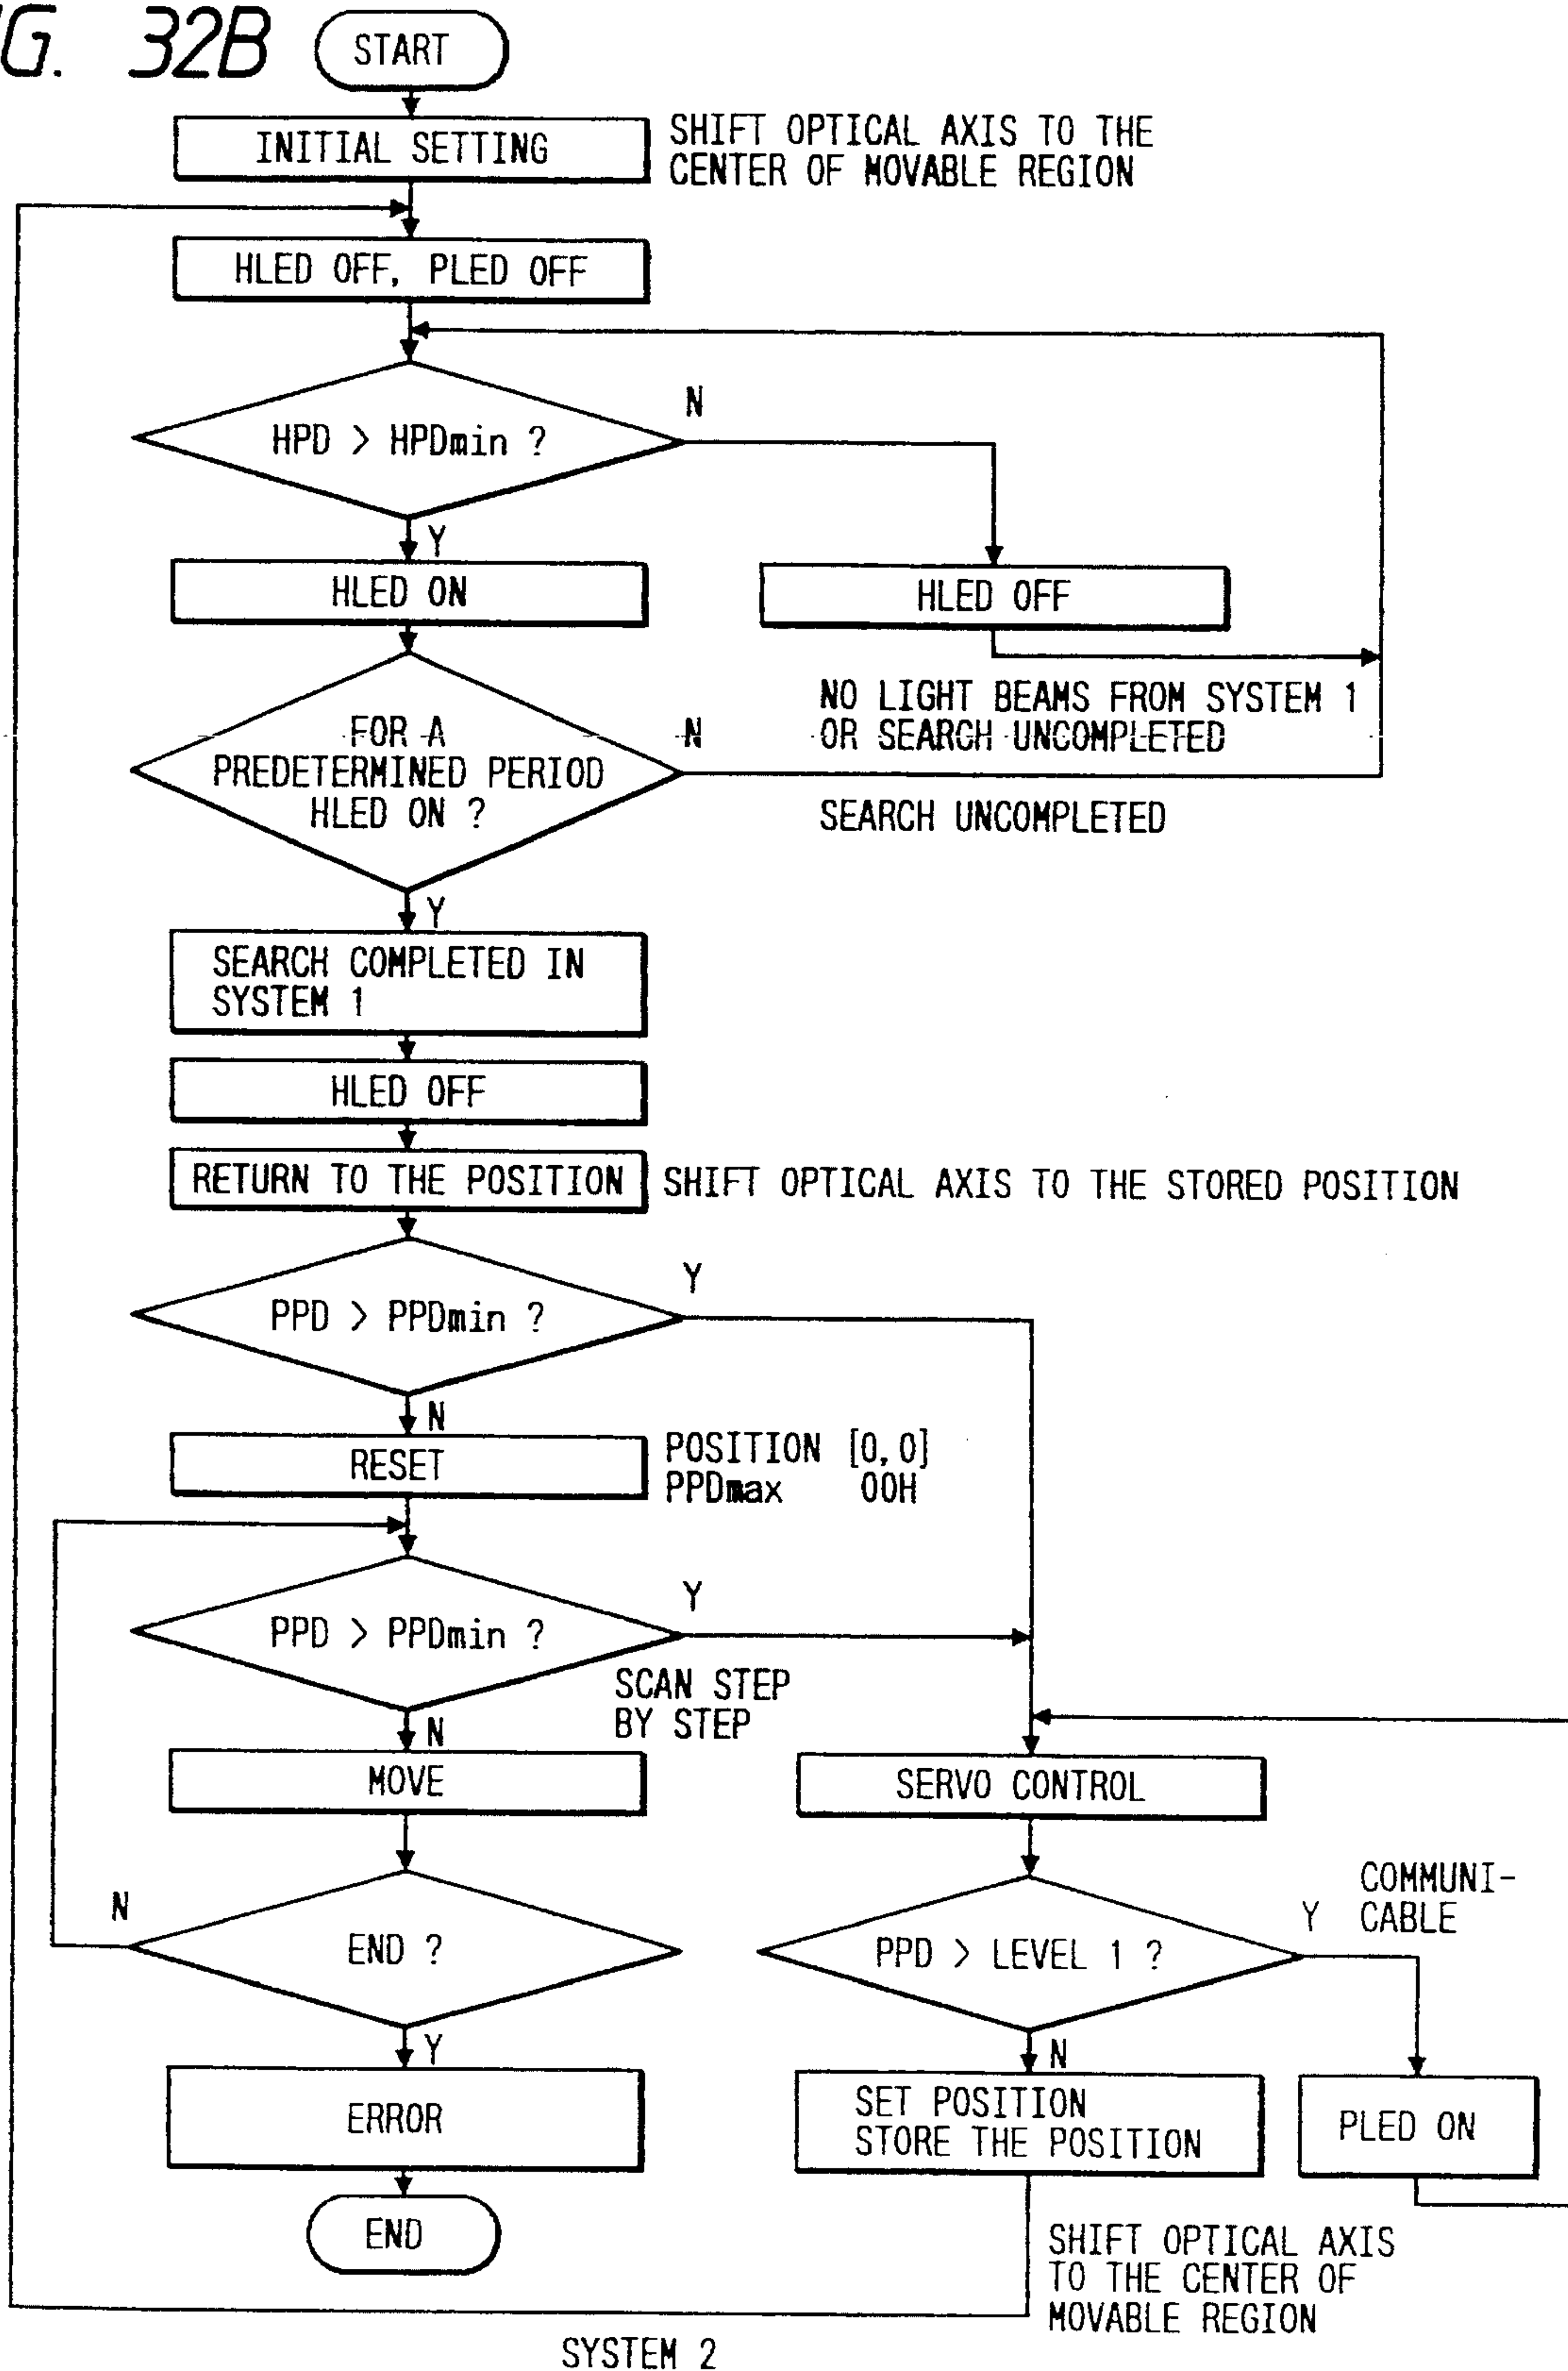 G. 32B
START
INITIAL SETTING
SHIFT OPTICAL AXIS TO THE
CENTER OF MOVABLE REGION
HLED OFF, PLED OFF
HPD > HPDmin ?
N
Y
HLED ON
HLED OFF
NO LIGHT BEAMS FROM SYSTEM 1
OR SEARCH UNCOMPLETED
FOR A
PREDETERMINED PERIOD
HLED ON ?
N
SEARCH UNCOMPLETED
Y
SEARCH COMPLETED IN
SYSTEM 1
HLED OFF
RETURN TO THE POSITION
SHIFT OPTICAL AXIS TO THE STORED POSITION
PPD > PPDmin ?
Y
N
RESET
POSITION [0,0]
PPDmax 00H
PPD > PPDmin ?
Y
SCAN STEP
BY STEP
N
MOVE
SERVO CONTROL
END ?
N
Y
PPD > LEVEL 1 ?
Y
COMMUNI-
CABLE
N
ERROR
SET POSITION
STORE THE POSITION
PLED ON
END
SHIFT OPTICAL AXIS
TO THE CENTER OF
MOVABLE REGION
SYSTEM 2